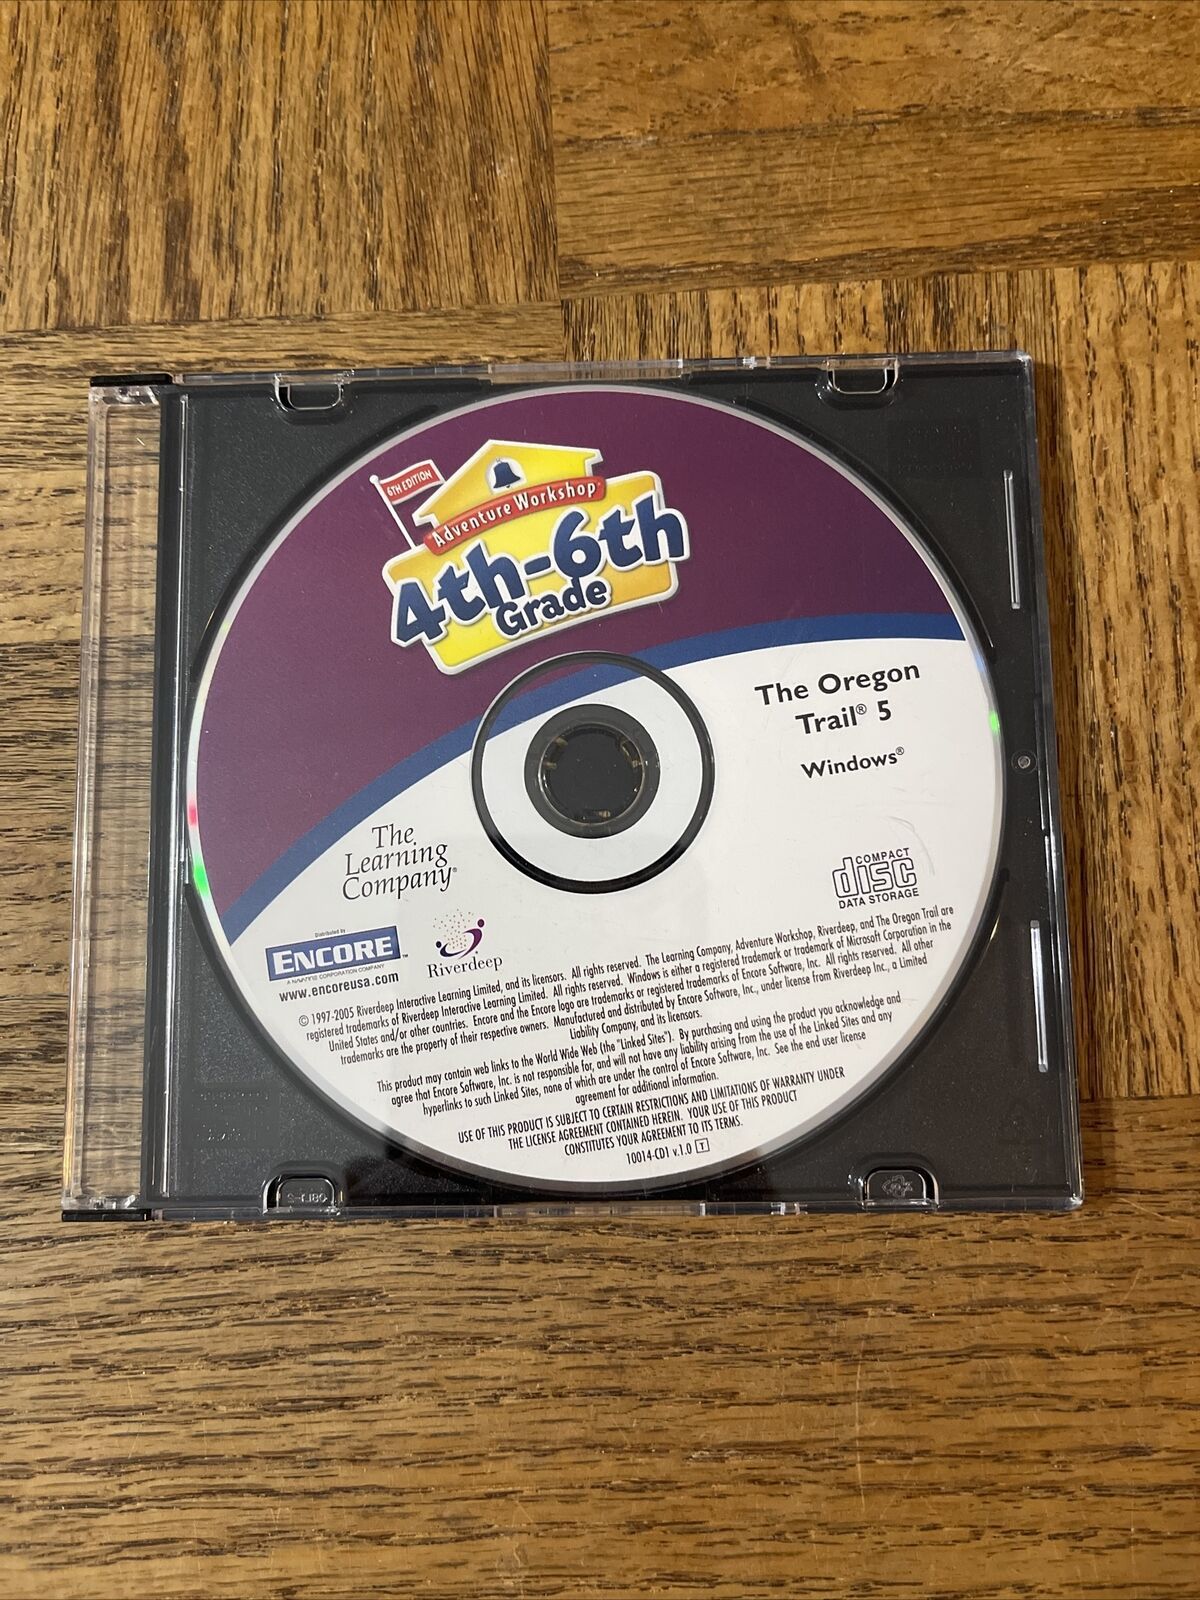 6TH EDITION
Adventure Workshop®
4th-6th
Grade
The Oregon
Trail® 5
Windows®
The
Learning
Company®
COMPACT
disc
DATA STORAGE
Distributed by
ENCORE™
A NAVARRE CORPORATION COMPANY
www.encoreusa.com
Riverdeep
© 1997-2005 Riverdeep Interactive Learning Limited, and its licensors. All rights reserved. The Learning Company, Adventure Workshop, Riverdeep, and The Oregon Trail are
registered trademarks of Riverdeep Interactive Learning Limited. Windows is either a registered trademark or trademark of Microsoft Corporation in the
United States and/or other countries. Encore and the Encore logo are trademarks or registered trademarks of Encore Software, Inc. All rights reserved. All other
trademarks are the property of their respective owners. Manufactured and distributed by Encore Software, Inc., under license from Riverdeep Inc., a Limited
Liability Company, and its licensors.
This product may contain web links to the World Wide Web (the "Linked Sites"). By purchasing and using the product you acknowledge and
agree that Encore Software, Inc. is not responsible for, and will not have any liability arising from the use of the Linked Sites and any
hyperlinks to such Linked Sites, none of which are under the control of Encore Software, Inc. See the end user license
agreement for additional information.
USE OF THIS PRODUCT IS SUBJECT TO CERTAIN RESTRICTIONS AND LIMITATIONS OF WARRANTY UNDER
THE LICENSE AGREEMENT CONTAINED HEREIN. YOUR USE OF THIS PRODUCT
CONSTITUTES YOUR AGREEMENT TO ITS TERMS.
10014-CD1 v.1.0 T